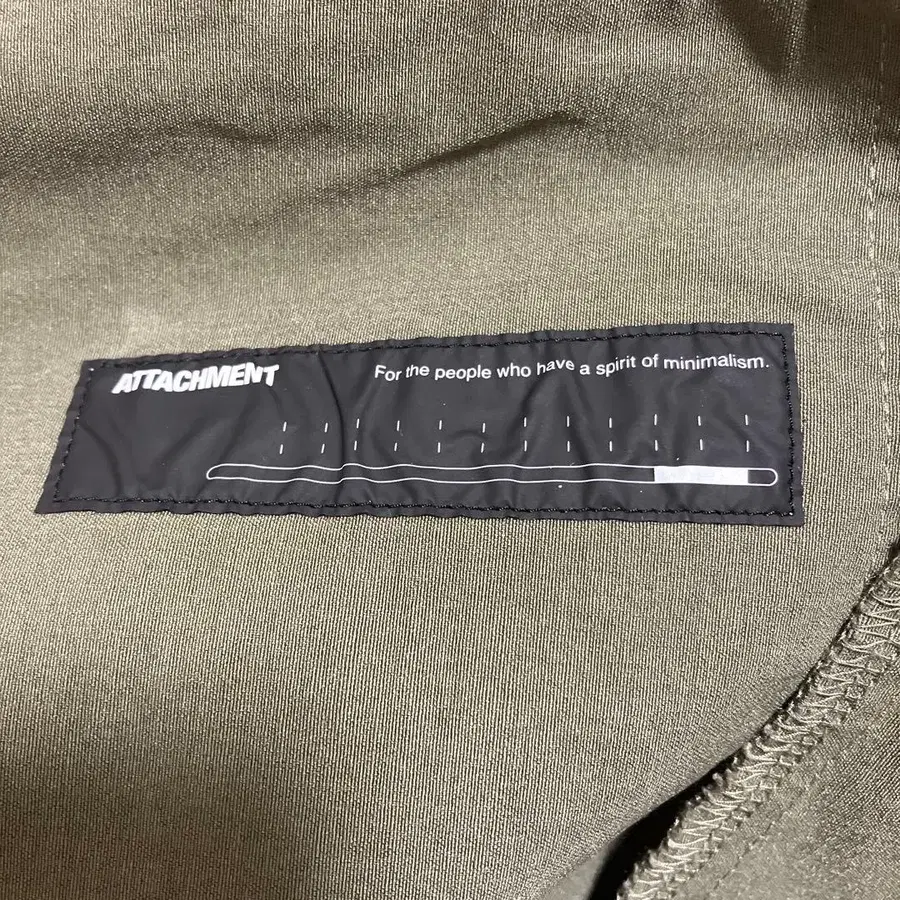 ATTACHMENT
For the people who have a spirit of minimalism.